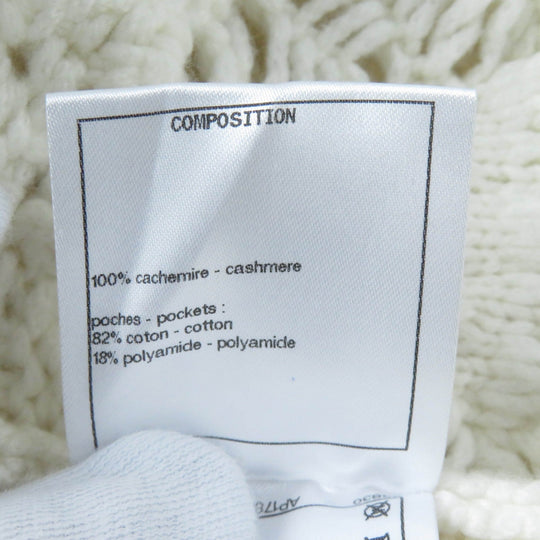 COMPOSITION
100% cachemire - cashmere
poches - pockets :
82% coton - cotton
18% polyamide - polyamide